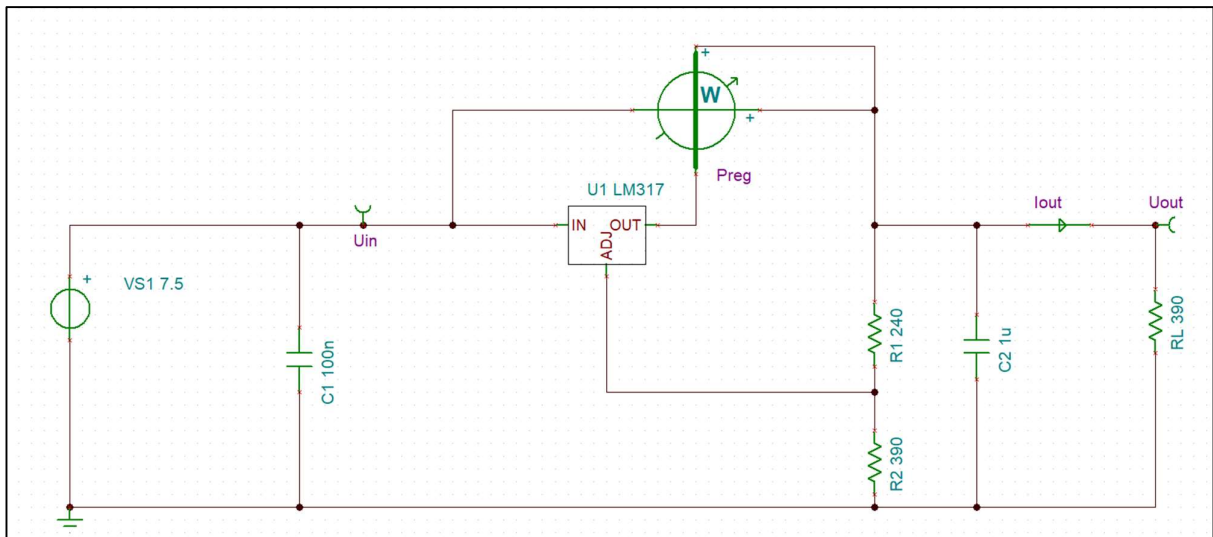 +
W
+
Preg
U1 LM317
IN
OUT
ADJ
Uin
Iout
Uout
+
VS1 7.5
C1 100n
R1 240
C2 1u
RL 390
R2 390